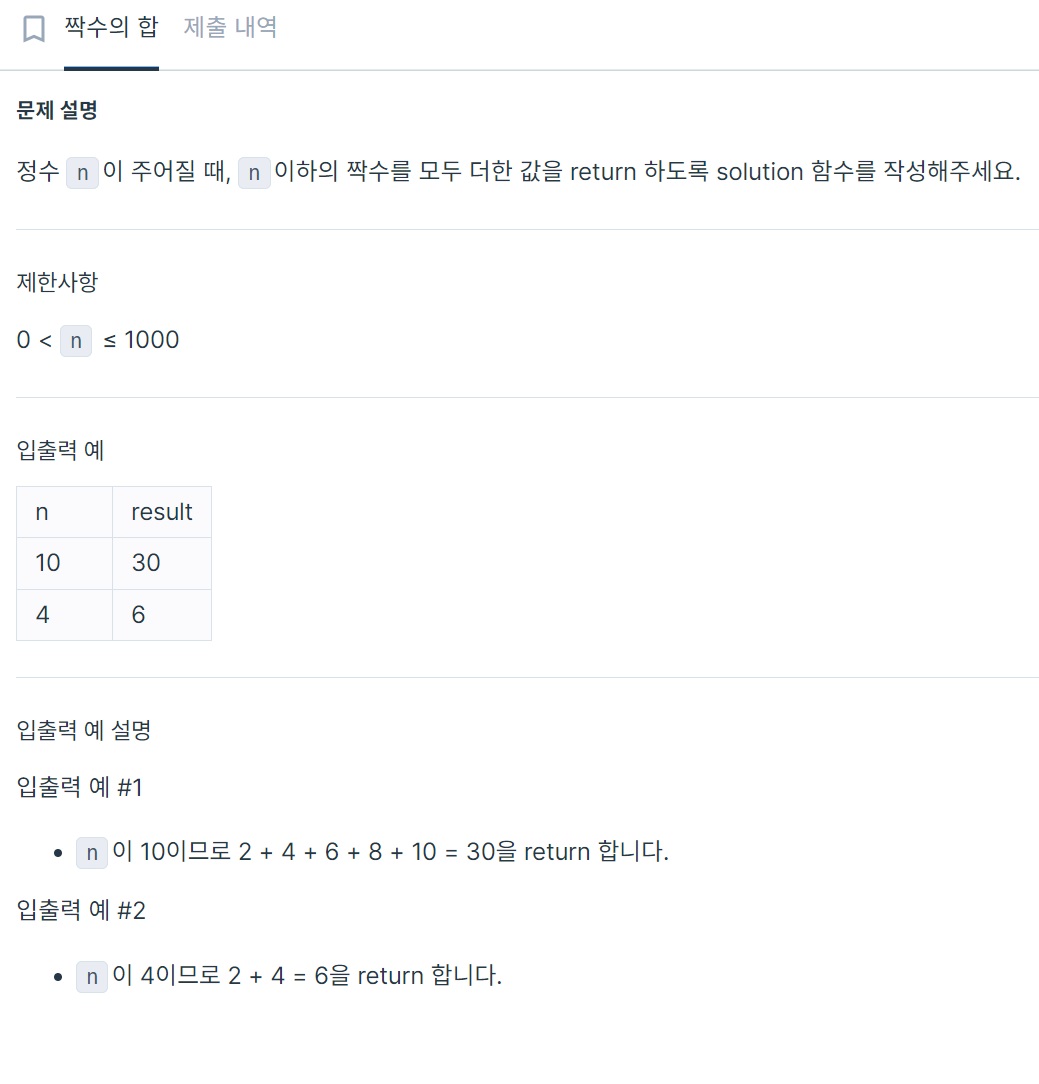 짝수의 합 제출 내역
문제 설명
정수 n 이 주어질 때, n 이하의 짝수를 모두 더한 값을 return 하도록 solution 함수를 작성해주세요.
제한사항
0 < n ≤ 1000
입출력 예
n result
10 30
4 6
입출력 예 설명
입출력 예 #1
n 이 10이므로 2 + 4 + 6 + 8 + 10 = 30을 return 합니다.
입출력 예 #2
n 이 4이므로 2 + 4 = 6을 return 합니다.